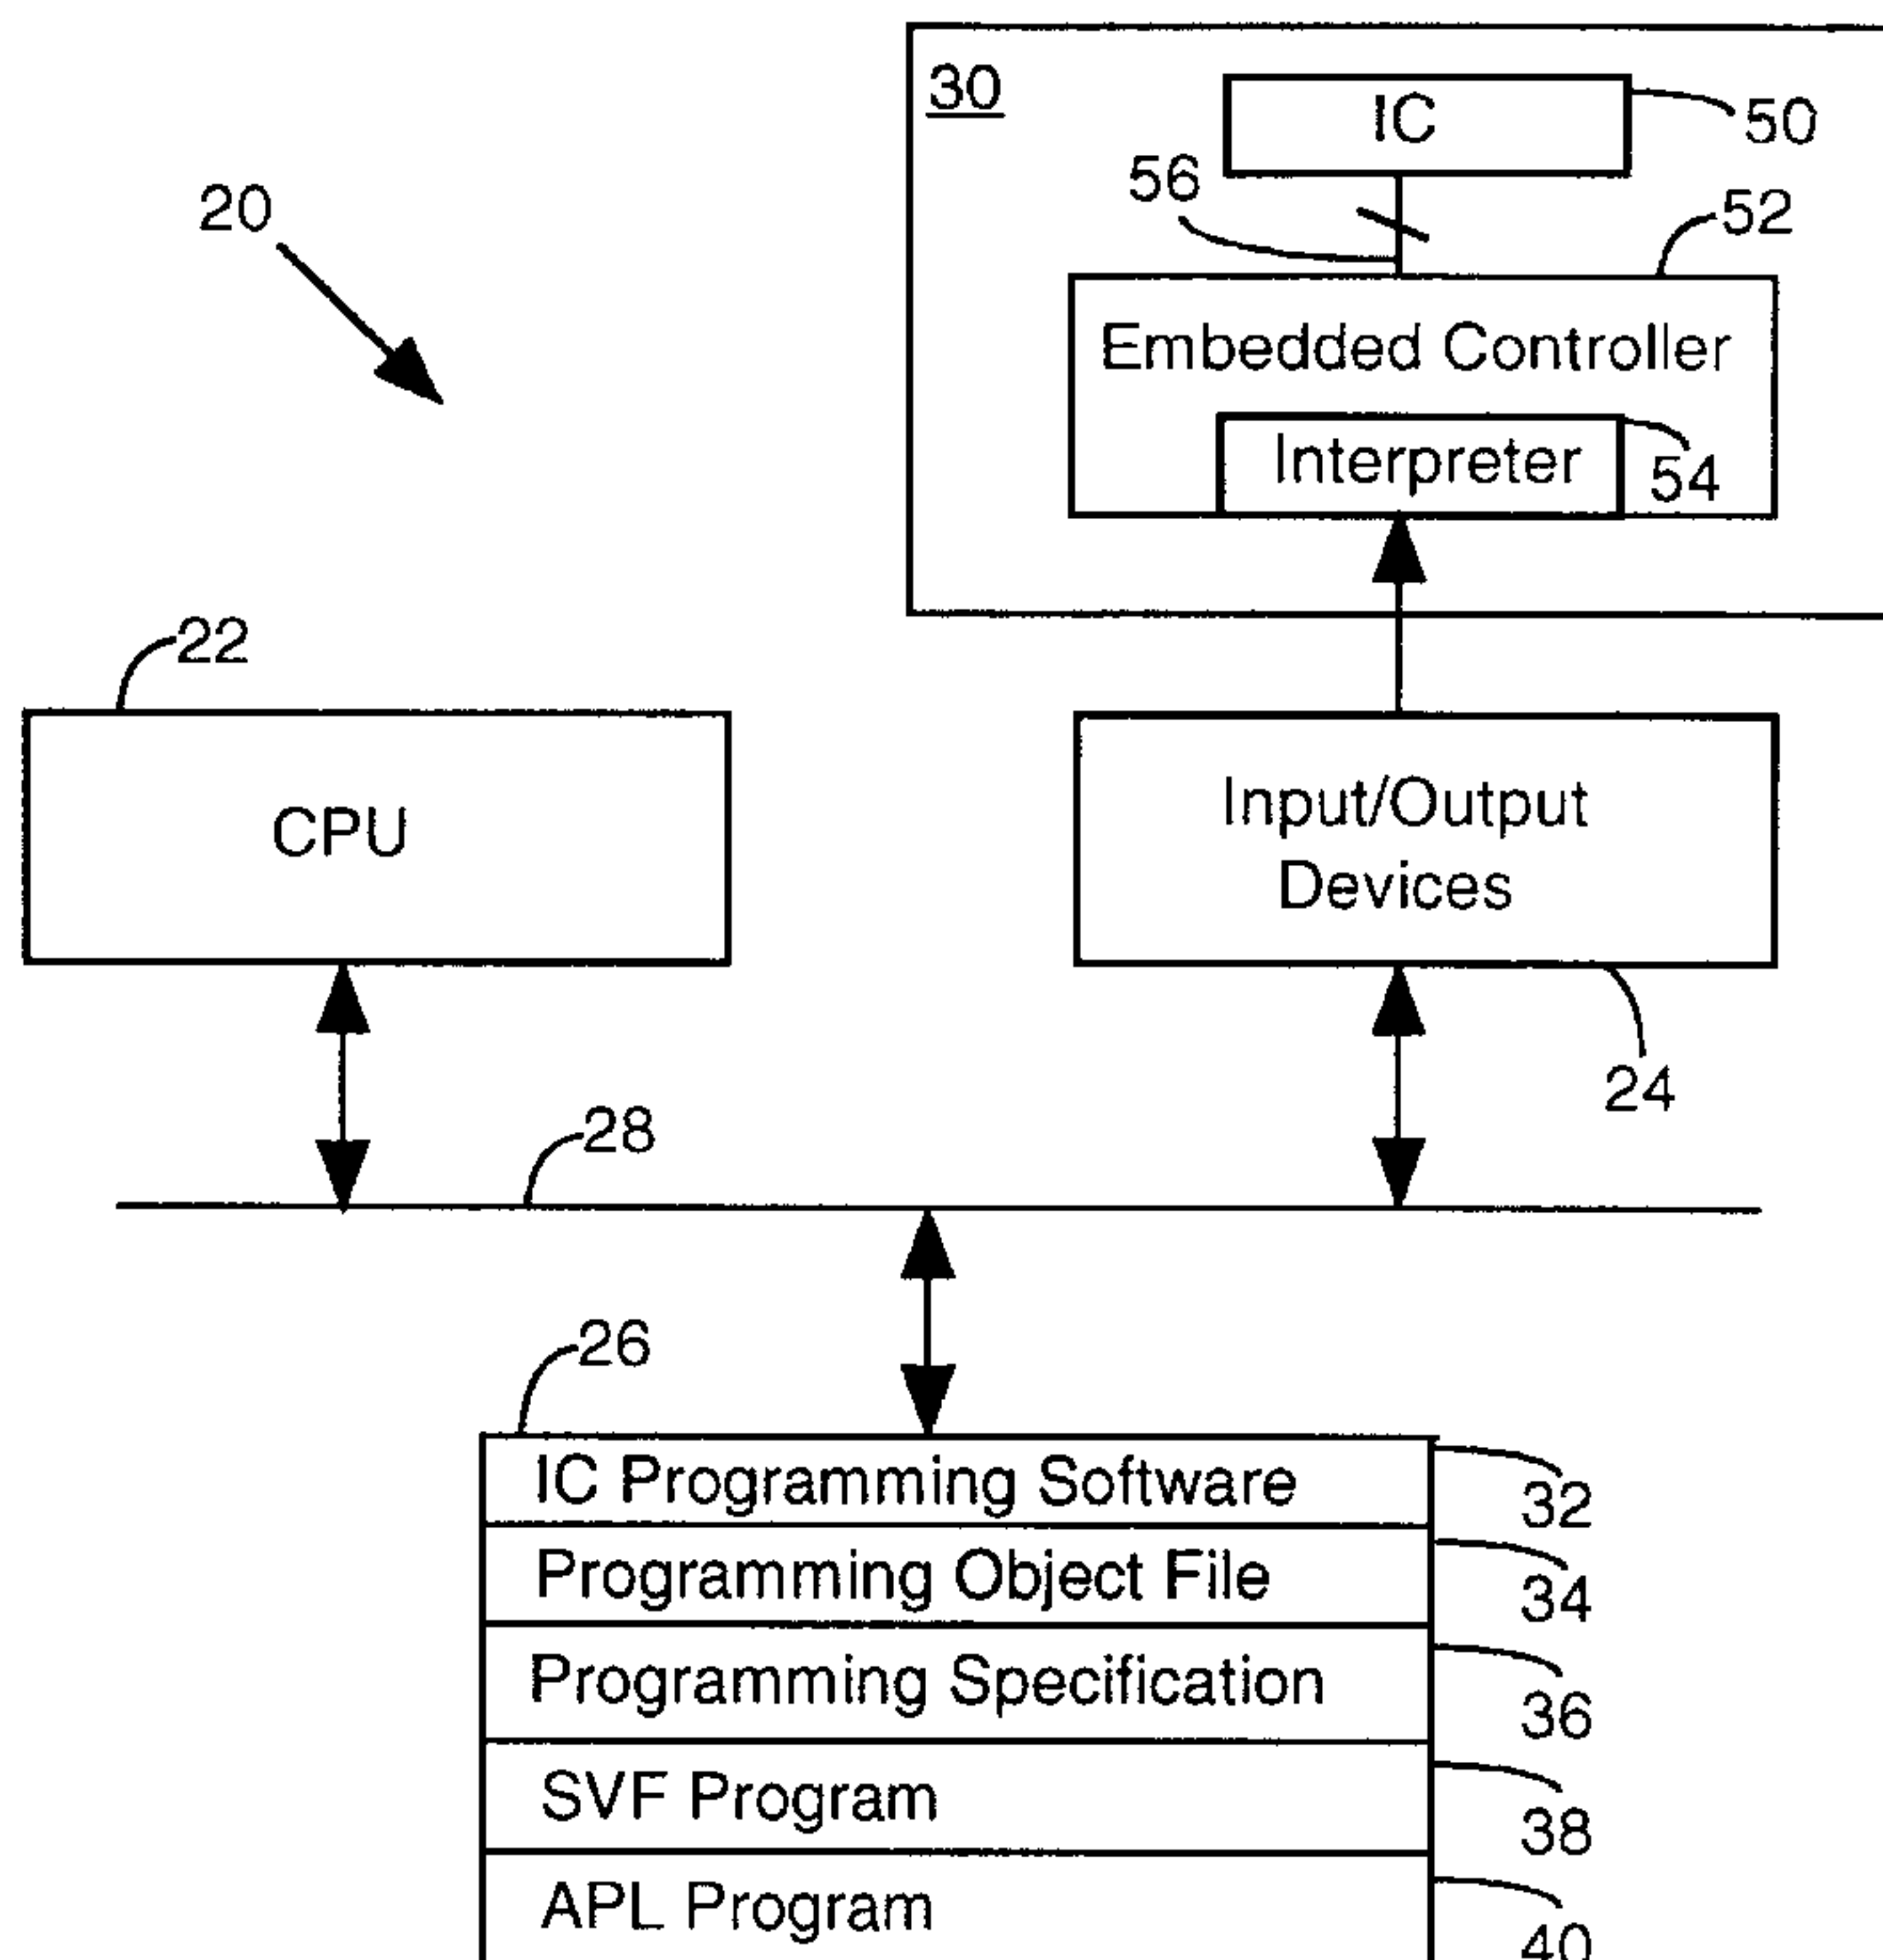 30
IC
50
56
20
52
Embedded Controller
Interpreter
54
22
CPU
Input/Output
Devices
24
28
26
IC Programming Software
32
Programming Object File
34
Programming Specification
36
SVF Program
38
APL Program
40